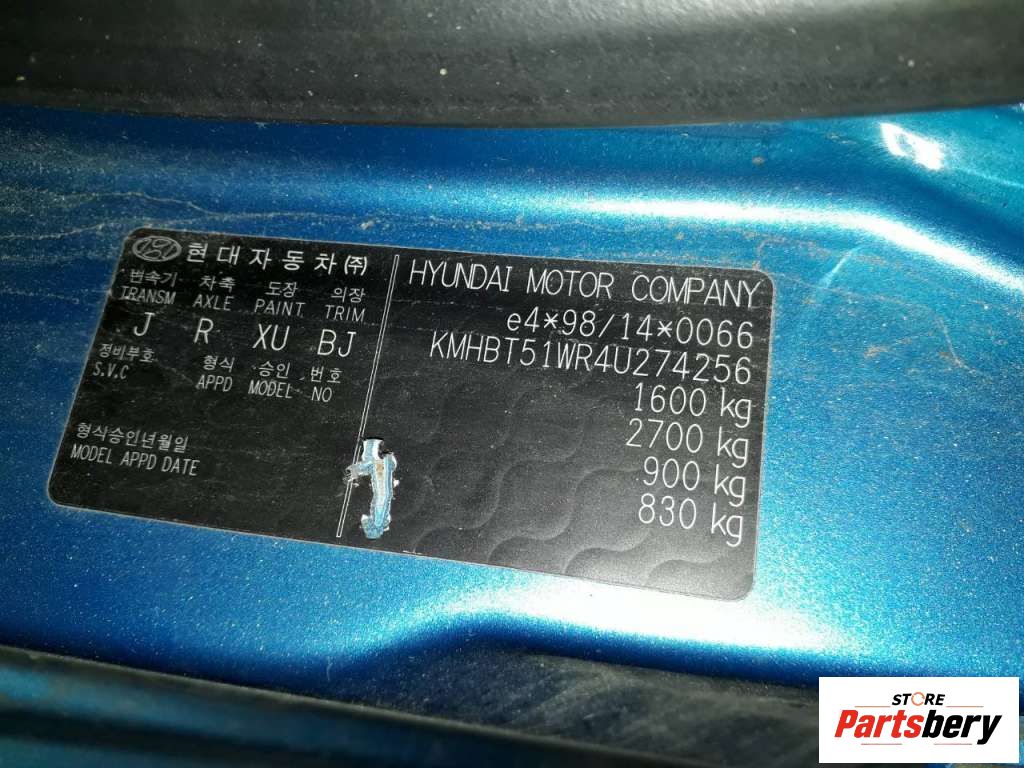 현대자동차㈜
변속기 차축 도장 의장
TRANSM AXLE PAINT TRIM
J R XU BJ
정비부호 형식 승인 번호
S.V.C APPD MODEL NO
형식승인년월일
MODEL APPD DATE
HYUNDAI MOTOR COMPANY
e4*98/14*0066
KMHBT51WR4U274256
1600 kg
2700 kg
900 kg
830 kg
STORE
Partsbery